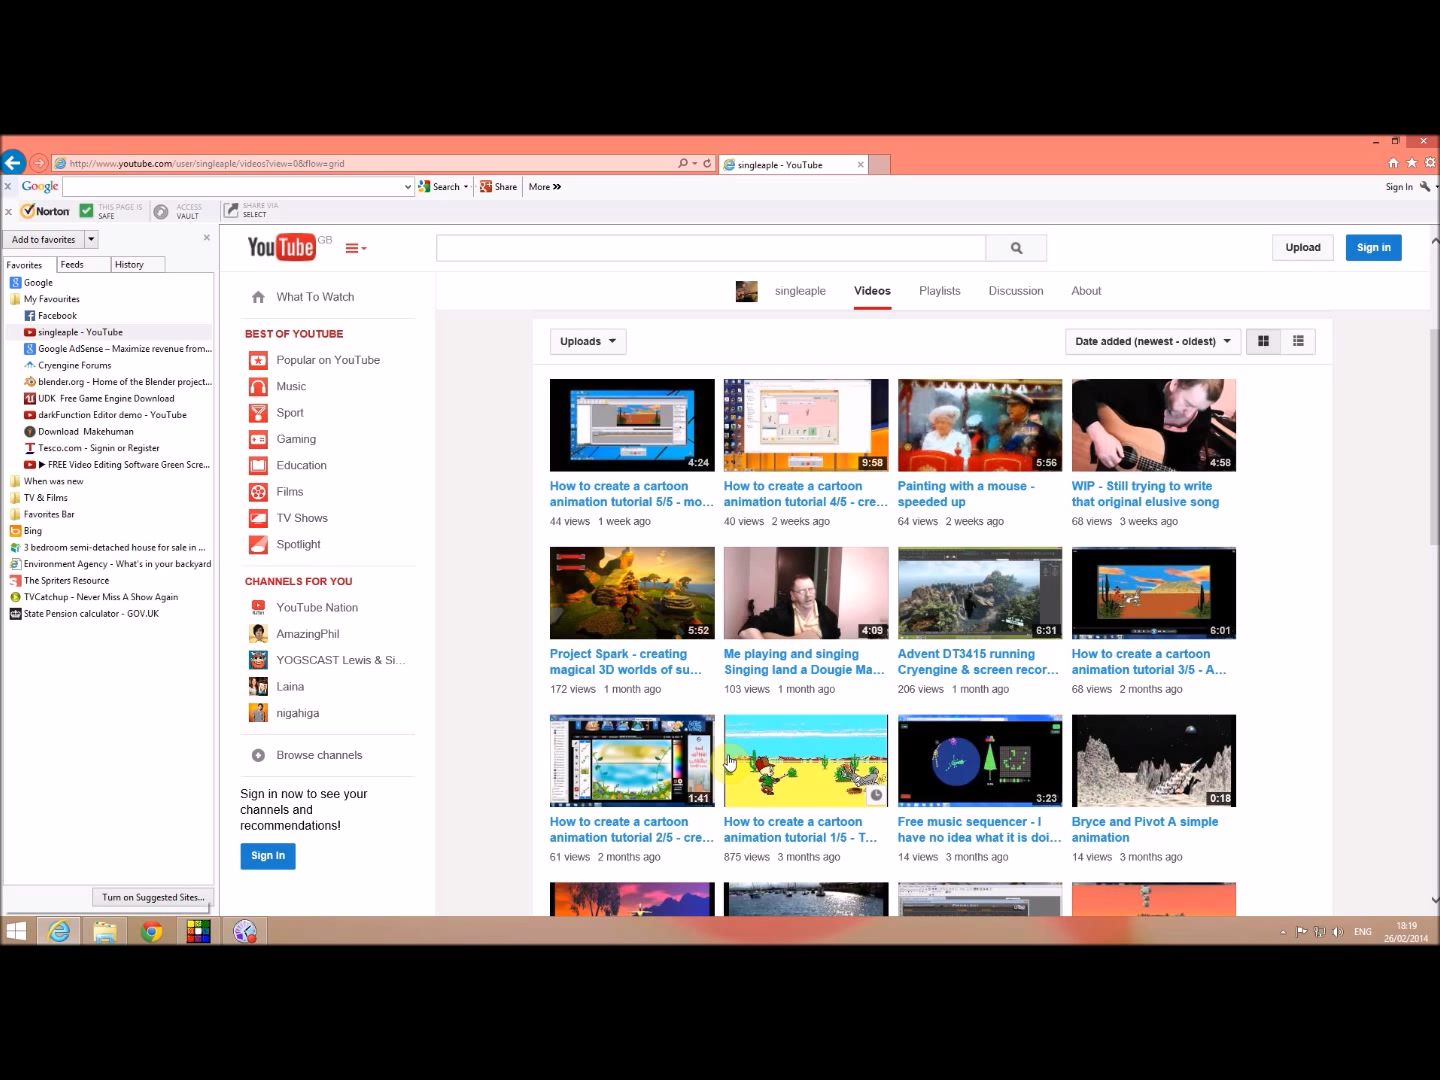 http://www.youtube.com/user/singleaple/videos?view=0&flow=grid
singleaple - YouTube
Google
Search
Share
More »
Sign In
Norton
THIS PAGE IS
SAFE
ACCESS
VAULT
SHARE VIA
SELECT
Add to favorites
Favorites
Feeds
History
Google
My Favourites
Facebook
singleaple - YouTube
Google AdSense – Maximize revenue from...
Cryengine Forums
blender.org - Home of the Blender project...
UDK Free Game Engine Download
darkFunction Editor demo - YouTube
Download Makehuman
Tesco.com - Signin or Register
▶ FREE Video Editing Software Green Scre...
When was new
TV & Films
Favorites Bar
Bing
3 bedroom semi-detached house for sale in ...
Environment Agency - What's in your backyard
The Spriters Resource
TVCatchup - Never Miss A Show Again
State Pension calculator - GOV.UK
Turn on Suggested Sites...
YouTube GB
Upload
Sign in
What To Watch
BEST OF YOUTUBE
Popular on YouTube
Music
Sport
Gaming
Education
Films
TV Shows
Spotlight
CHANNELS FOR YOU
YouTube Nation
AmazingPhil
YOGSCAST Lewis & Si...
Laina
nigahiga
Browse channels
Sign in now to see your
channels and
recommendations!
Sign In
singleaple
Videos
Playlists
Discussion
About
Uploads
Date added (newest - oldest)
4:24
9:58
5:56
4:58
How to create a cartoon
animation tutorial 5/5 - mo...
44 views 1 week ago
How to create a cartoon
animation tutorial 4/5 - cre...
40 views 2 weeks ago
Painting with a mouse -
speeded up
64 views 2 weeks ago
WIP - Still trying to write
that original elusive song
68 views 3 weeks ago
5:52
4:09
6:31
6:01
Project Spark - creating
magical 3D worlds of su...
172 views 1 month ago
Me playing and singing
Singing land a Dougie Ma...
103 views 1 month ago
Advent DT3415 running
Cryengine & screen recor...
206 views 1 month ago
How to create a cartoon
animation tutorial 3/5 - A...
68 views 2 months ago
1:41
3:23
0:18
How to create a cartoon
animation tutorial 2/5 - cre...
61 views 2 months ago
How to create a cartoon
animation tutorial 1/5 - T...
875 views 3 months ago
Free music sequencer - I
have no idea what it is doi...
14 views 3 months ago
Bryce and Pivot A simple
animation
14 views 3 months ago
ENG
18:19
26/02/2014